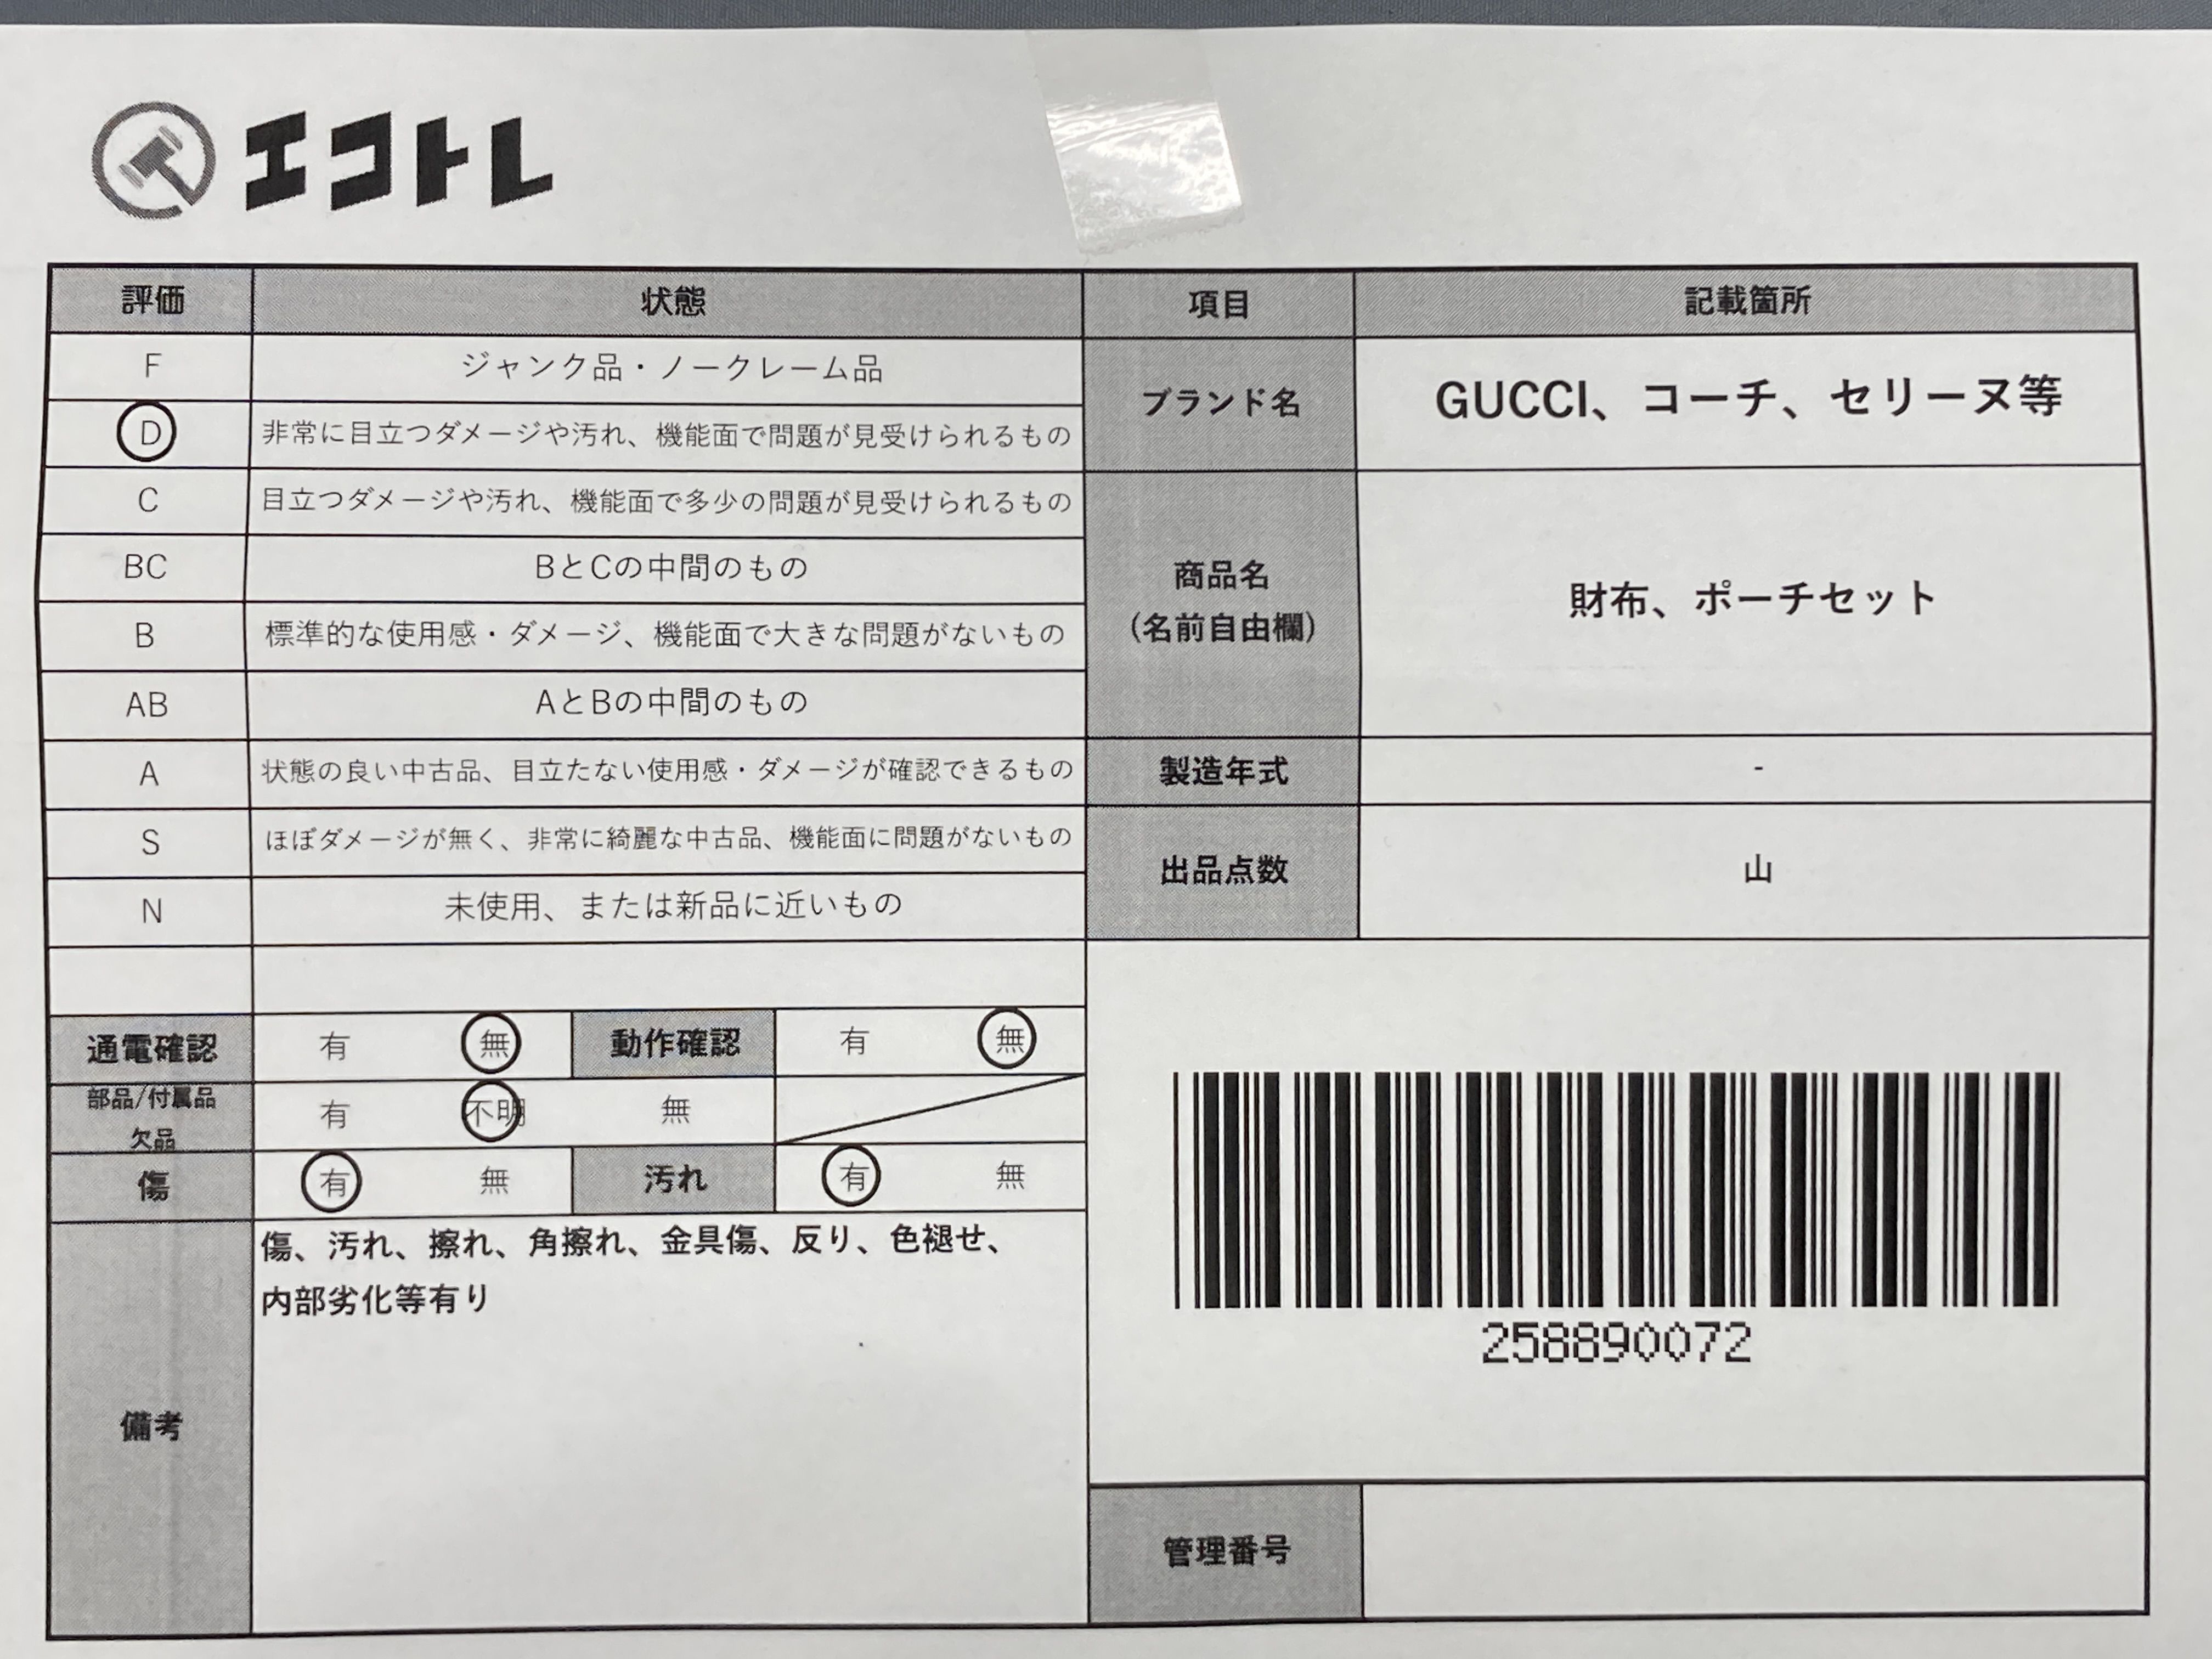 エコトレ
評価 状態 項目 記載箇所
F ジャンク品・ノークレーム品
D 非常に目立つダメージや汚れ、機能面で問題が見受けられるもの
ブランド名 GUCCI、コーチ、セリーヌ等
C 目立つダメージや汚れ、機能面で多少の問題が見受けられるもの
BC BとCの中間のもの
B 標準的な使用感・ダメージ、機能面で大きな問題がないもの
AB AとBの中間のもの
商品名
(名前自由欄)
財布、ポーチセット
A 状態の良い中古品、目立たない使用感・ダメージが確認できるもの
製造年式 -
S ほぼダメージが無く、非常に綺麗な中古品、機能面に問題がないもの
N 未使用、または新品に近いもの
出品点数 山
通電確認 有 無 動作確認 有 無
部品/付属品
欠品
有 不明 無
傷 有 無 汚れ 有 無
備考
傷、汚れ、擦れ、角擦れ、金具傷、反り、色褪せ、
内部劣化等有り
258890072
管理番号